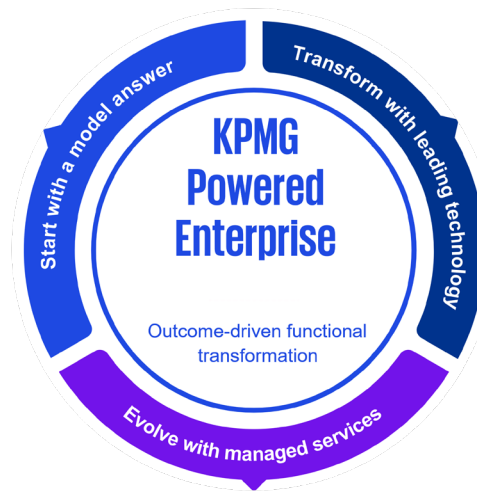 Start with a model answer
Transform with leading technology
KPMG
Powered
Enterprise
Outcome-driven functional
transformation
Evolve with managed services